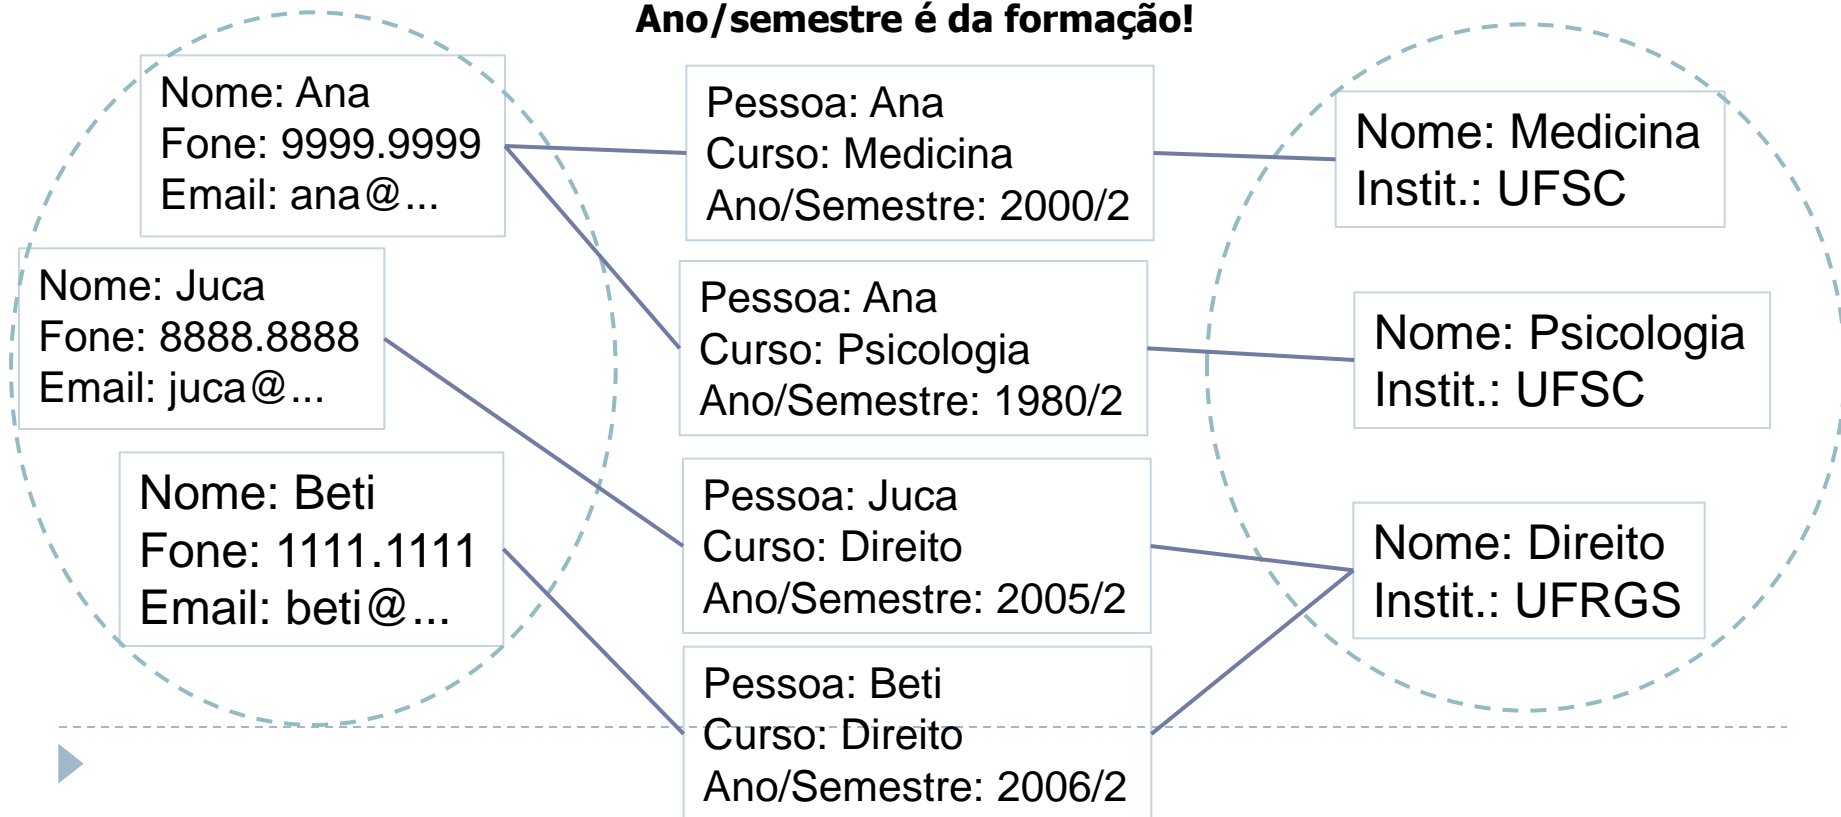 Ano/semestre é da formação!
Nome: Ana
Fone: 9999.9999
Email: ana@...
Nome: Juca
Fone: 8888.8888
Email: juca@...
Nome: Beti
Fone: 1111.1111
Email: beti@...
Pessoa: Ana
Curso: Medicina
Ano/Semestre: 2000/2
Pessoa: Ana
Curso: Psicologia
Ano/Semestre: 1980/2
Pessoa: Juca
Curso: Direito
Ano/Semestre: 2005/2
Pessoa: Beti
Curso: Direito
Ano/Semestre: 2006/2
Nome: Medicina
Instit.: UFSC
Nome: Psicologia
Instit.: UFSC
Nome: Direito
Instit.: UFRGS